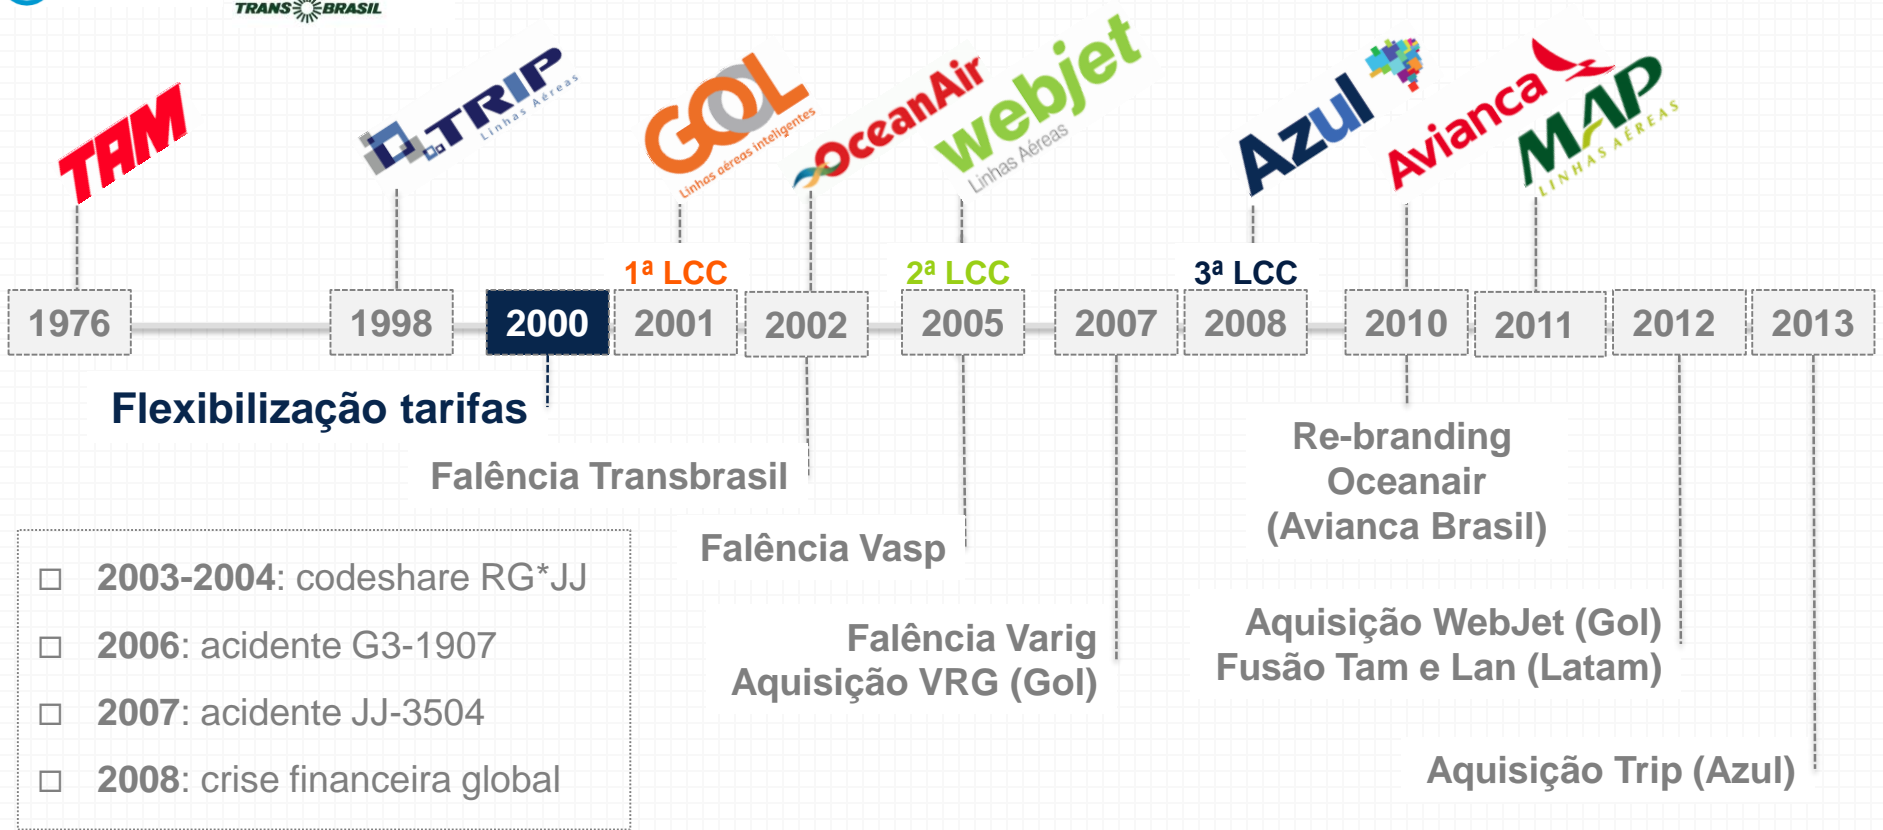 TRANS BRASIL
TAM
TRIP
Linhas Aéreas
GOL
Linhas aéreas inteligentes
OceanAir
webjet
Linhas Aéreas
Azul
Avianca
MAP
LINHAS AÉREAS
1ª LCC
2ª LCC
3ª LCC
1976
1998
2000
2001
2002
2005
2007
2008
2010
2011
2012
2013
Flexibilização tarifas
Falência Transbrasil
Falência Vasp
Falência Varig
Aquisição VRG (Gol)
Re-branding
Oceanair
(Avianca Brasil)
Aquisição WebJet (Gol)
Fusão Tam e Lan (Latam)
Aquisição Trip (Azul)
2003-2004: codeshare RG*JJ
2006: acidente G3-1907
2007: acidente JJ-3504
2008: crise financeira global